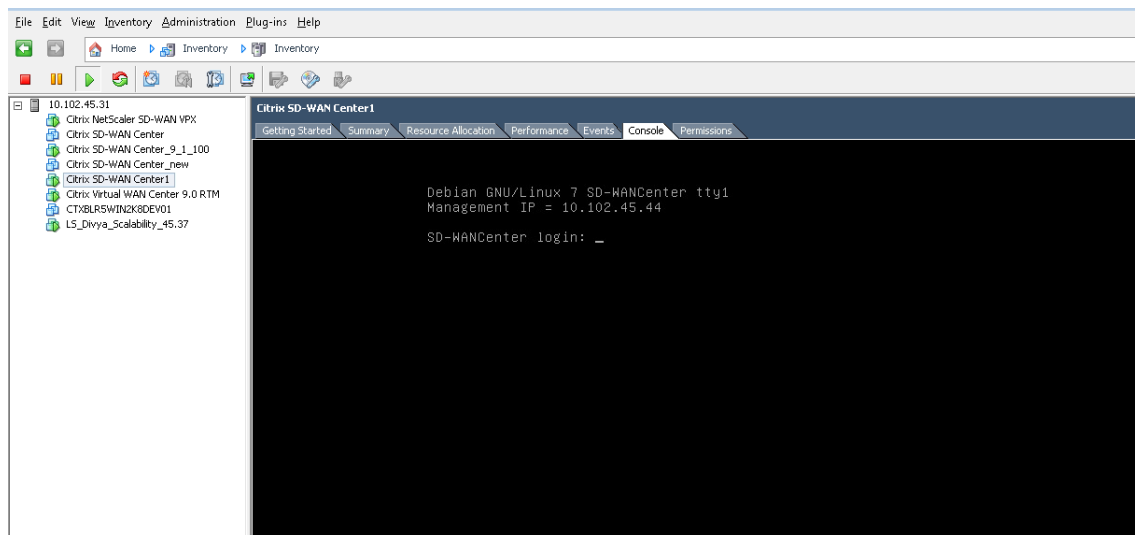 File Edit View Inventory Administration Plug-ins Help
Home Inventory Inventory
10.102.45.31
Citrix NetScaler SD-WAN VPX
Citrix SD-WAN Center
Citrix SD-WAN Center_9_1_100
Citrix SD-WAN Center_new
Citrix SD-WAN Center1
Citrix Virtual WAN Center 9.0 RTM
CTXBLR5WIN2K8DEV01
LS_Divya_Scalability_45.37
Citrix SD-WAN Center1
Getting Started Summary Resource Allocation Performance Events Console Permissions
Debian GNU/Linux 7 SD-WANCenter tty1
Management IP = 10.102.45.44
SD-WANCenter login: _